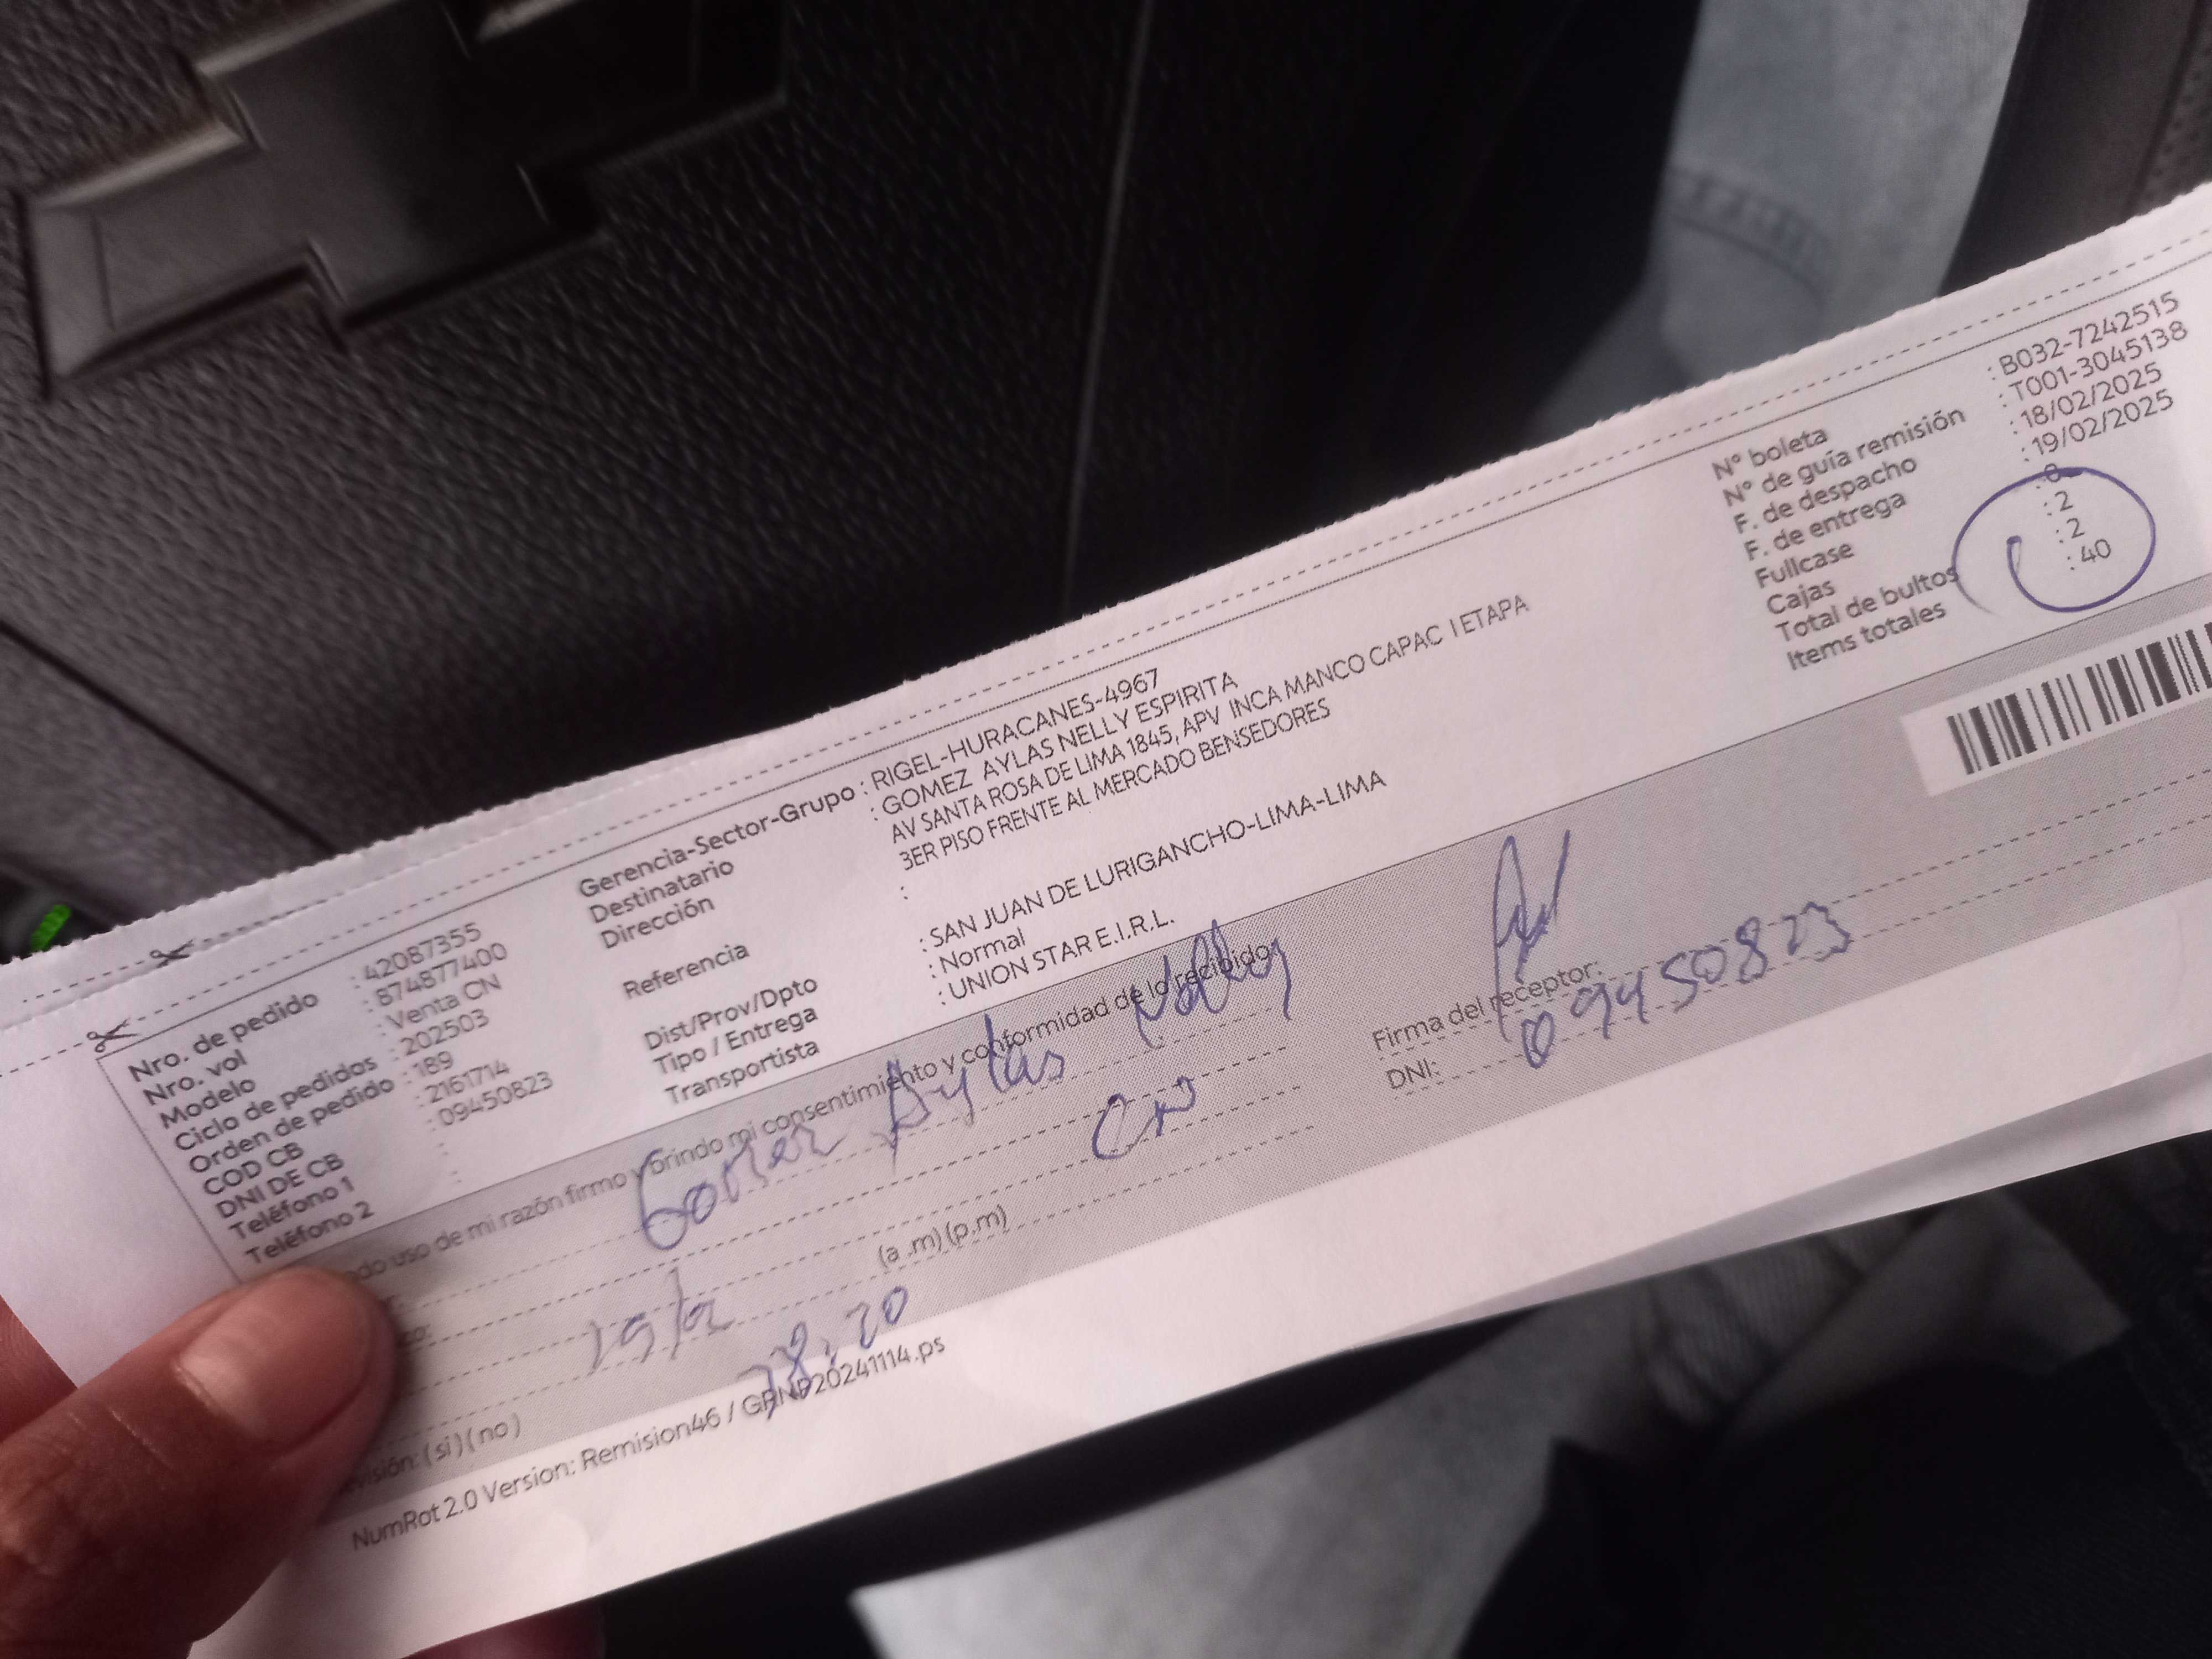 Nro. de pedido : 42087355
Nro. vol : 874877400
Modelo : Venta CN
Ciclo de pedidos : 202503
Orden de pedido : 189
COD CB : 2161714
DNI DE CB : 09450823
Teléfono 1 :
Teléfono 2 :
Gerencia-Sector-Grupo : RIGEL-HURACANES-4967
Destinatario : GOMEZ AYLAS NELLY ESPIRITA
Dirección AV SANTA ROSA DE LIMA 1845, APV INCA MANCO CAPAC I ETAPA
3ER PISO FRENTE AL MERCADO BENSEDORES
Referencia :
Dist/Prov/Dpto : SAN JUAN DE LURIGANCHO-LIMA-LIMA
Tipo / Entrega : Normal
Transportista : UNION STAR E.I.R.L.
N° boleta : B032-7242515
N° de guía remisión : T001-3045138
F. de despacho : 18/02/2025
F. de entrega : 19/02/2025
Fullcase : 0
Cajas : 2
Total de bultos : 2
Items totales : 40
uso de mi razón firmo y brindo mi consentimiento y conformidad de lo recibido
Gomez Aylas Nelly
CN
19/2
(a .m) (p.m)
(si) (no)
Firma del receptor:
DNI: 09450823
NumRot 2.0 Version: Remision46 / GRNP20241114.ps